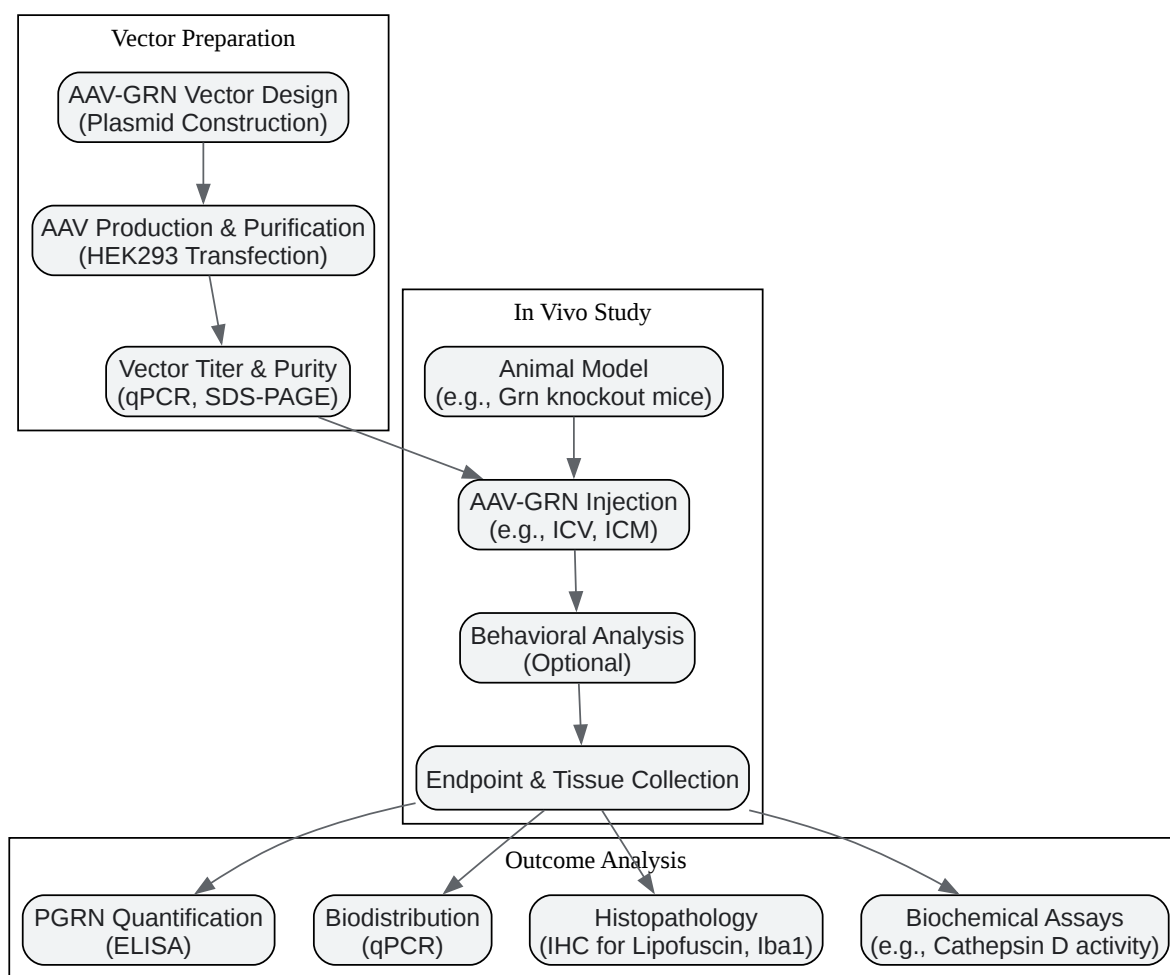 Vector Preparation
AAV-GRN Vector Design
(Plasmid Construction)
AAV Production & Purification
(HEK293 Transfection)
Vector Titer & Purity
(qPCR, SDS-PAGE)
In Vivo Study
Animal Model
(e.g., Grn knockout mice)
AAV-GRN Injection
(e.g., ICV, ICM)
Behavioral Analysis
(Optional)
Endpoint & Tissue Collection
Outcome Analysis
PGRN Quantification
(ELISA)
Biodistribution
(qPCR)
Histopathology
(IHC for Lipofuscin, Iba1)
Biochemical Assays
(e.g., Cathepsin D activity)